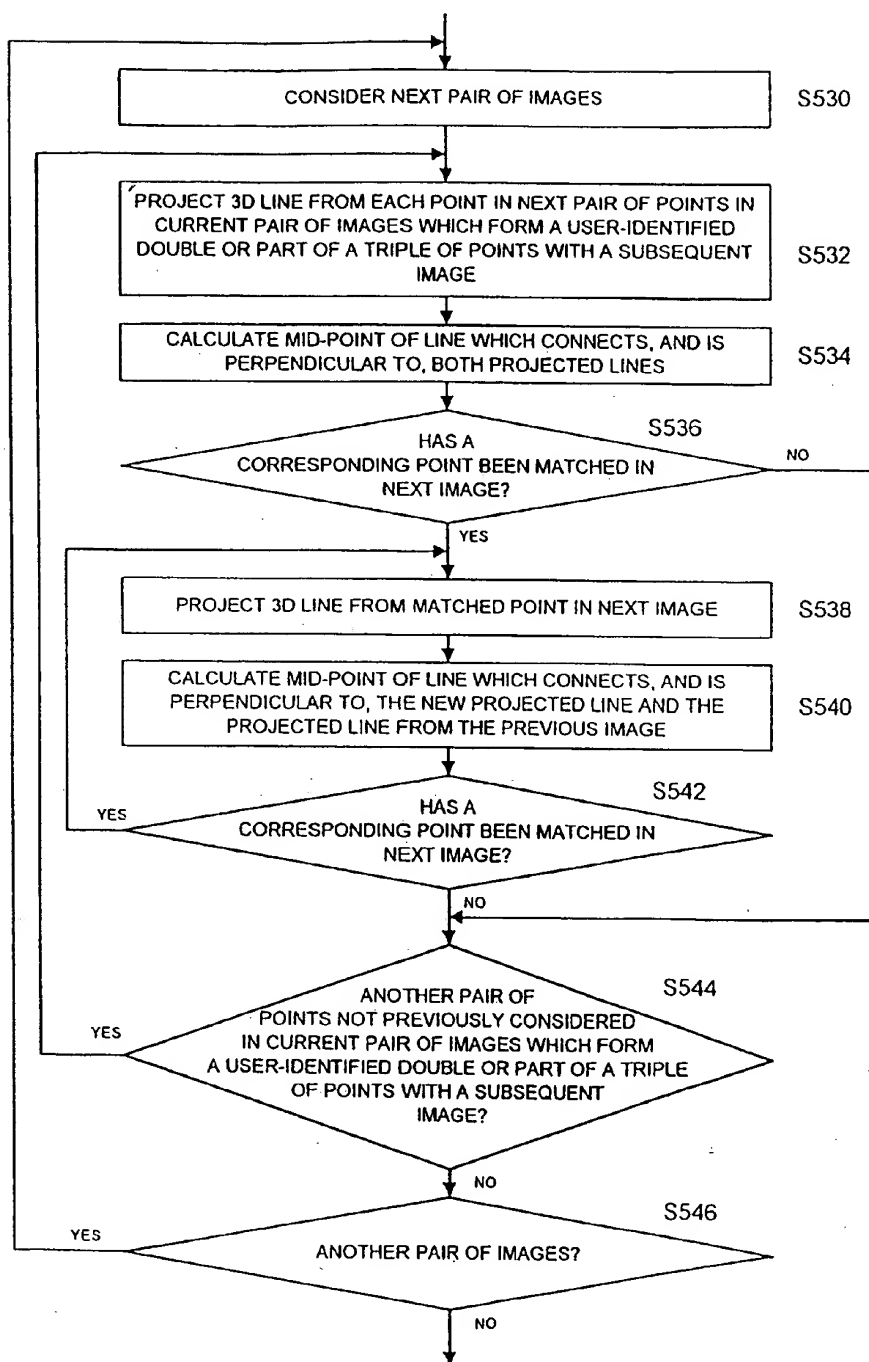 CONSIDER NEXT PAIR OF IMAGES
S530
PROJECT 3D LINE FROM EACH POINT IN NEXT PAIR OF POINTS IN
CURRENT PAIR OF IMAGES WHICH FORM A USER-IDENTIFIED
DOUBLE OR PART OF A TRIPLE OF POINTS WITH A SUBSEQUENT
IMAGE
S532
CALCULATE MID-POINT OF LINE WHICH CONNECTS, AND IS
PERPENDICULAR TO, BOTH PROJECTED LINES
S534
S536
HAS A
CORRESPONDING POINT BEEN MATCHED IN
NEXT IMAGE?
NO
YES
PROJECT 3D LINE FROM MATCHED POINT IN NEXT IMAGE
S538
CALCULATE MID-POINT OF LINE WHICH CONNECTS, AND IS
PERPENDICULAR TO, THE NEW PROJECTED LINE AND THE
PROJECTED LINE FROM THE PREVIOUS IMAGE
S540
S542
YES
HAS A
CORRESPONDING POINT BEEN MATCHED IN
NEXT IMAGE?
NO
S544
YES
ANOTHER PAIR OF
POINTS NOT PREVIOUSLY CONSIDERED
IN CURRENT PAIR OF IMAGES WHICH FORM
A USER-IDENTIFIED DOUBLE OR PART OF A TRIPLE
OF POINTS WITH A SUBSEQUENT
IMAGE?
NO
S546
YES
ANOTHER PAIR OF IMAGES?
NO